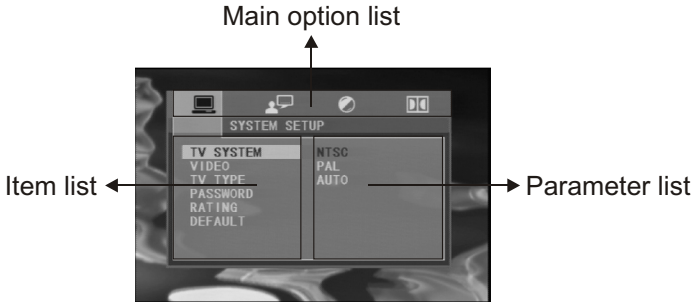 Main option list
SYSTEM SETUP
TV SYSTEM
VIDEO
TV TYPE
PASSWORD
RATING
DEFAULT
NTSC
PAL
AUTO
Item list
Parameter list